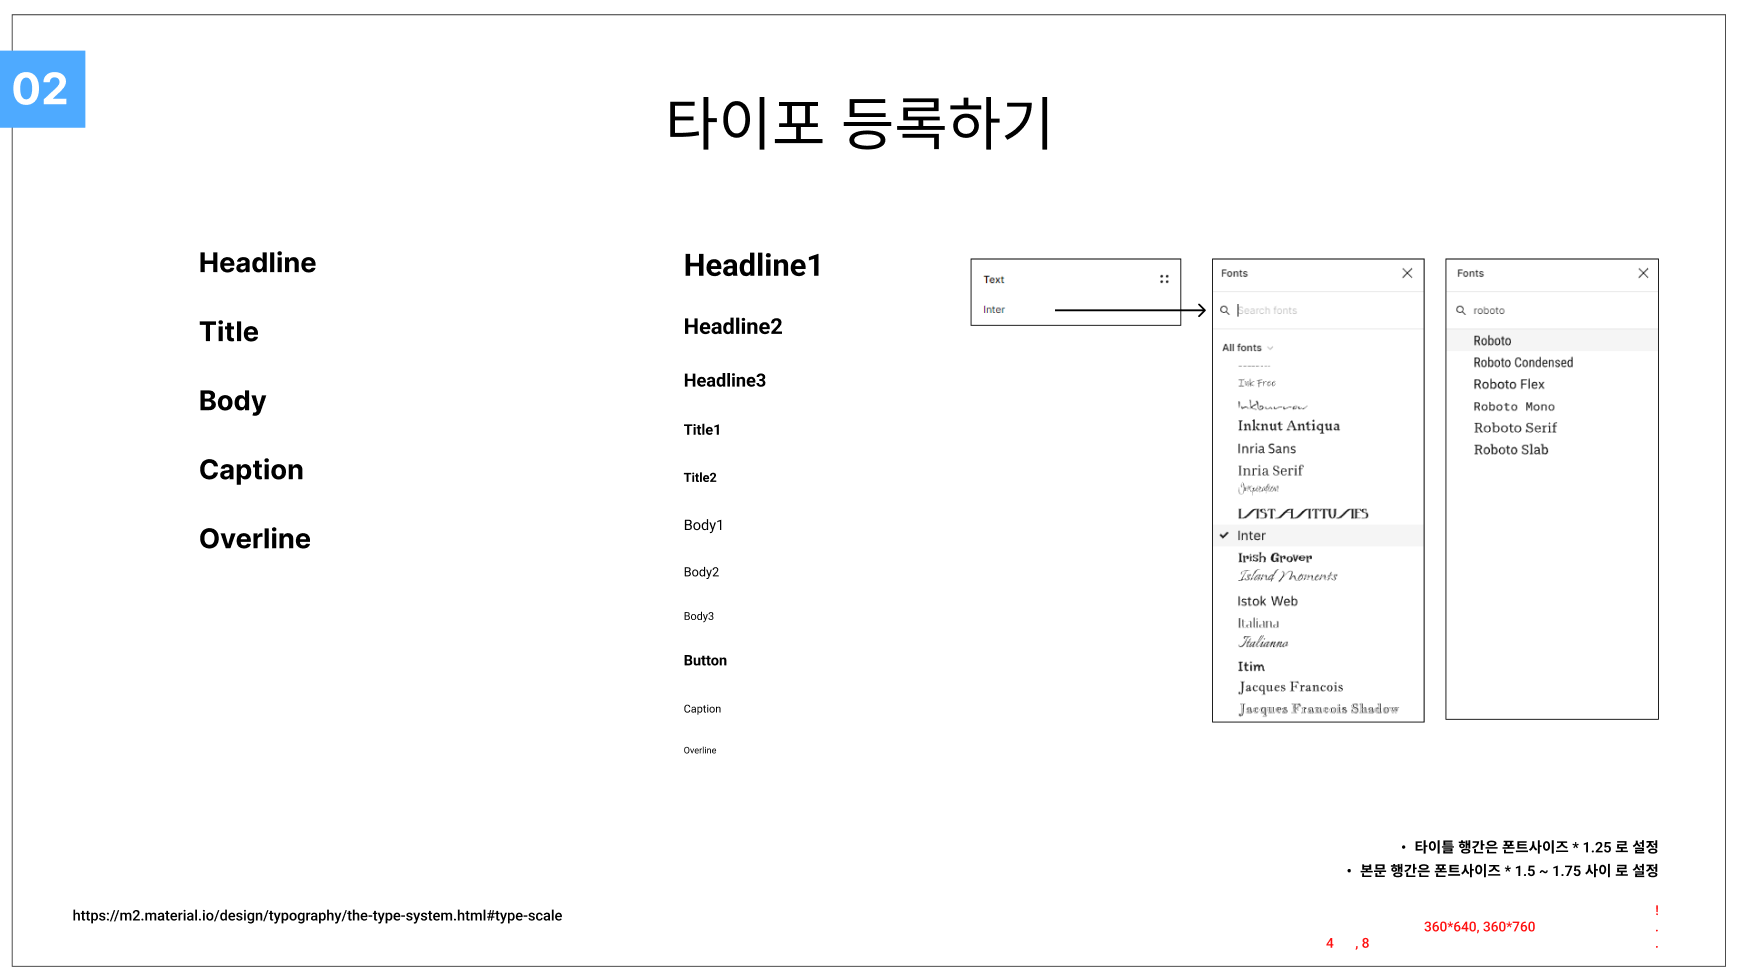 02
타이포 등록하기
Headline
Title
Body
Caption
Overline
Headline1
Headline2
Headline3
Title1
Title2
Body1
Body2
Body3
Button
Caption
Overline
Text
Inter
Fonts
Search fonts
All fonts
Ink Free
Inknut Antiqua
Inria Sans
Inria Serif
Inspiration
Inter
Irish Grover
Island Moments
Istok Web
Italiana
Italianno
Itim
Jacques Francois
Jacques Francois Shadow
Fonts
roboto
Roboto
Roboto Condensed
Roboto Flex
Roboto Mono
Roboto Serif
Roboto Slab
• 타이틀 행간은 폰트사이즈 * 1.25 로 설정
• 본문 행간은 폰트사이즈 * 1.5 ~ 1.75 사이 로 설정
https://m2.material.io/design/typography/the-type-system.html#type-scale
!
360*640, 360*760 .
4 , 8 .